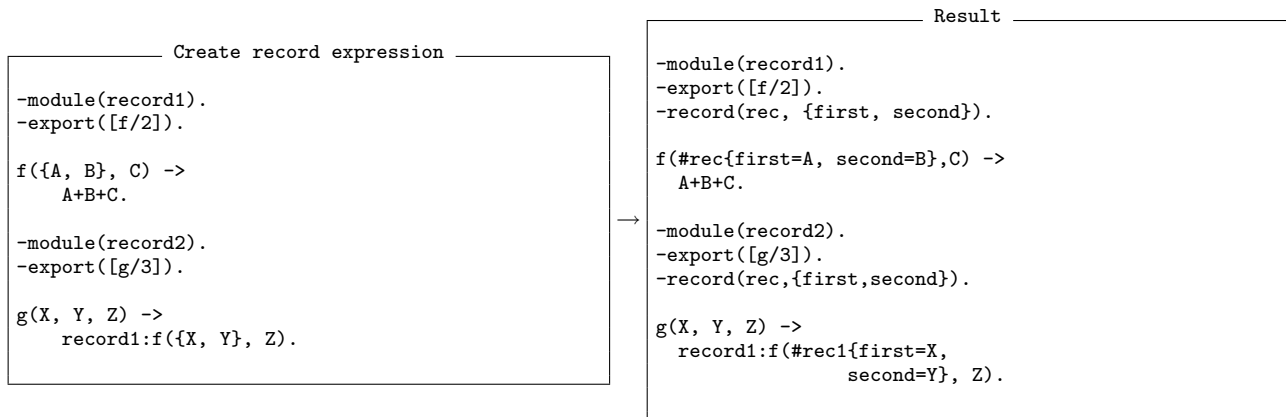 Create record expression
-module(record1).
-export([f/2]).
f({A, B}, C) ->
    A+B+C.
-module(record2).
-export([g/3]).
g(X, Y, Z) ->
    record1:f({X, Y}, Z).
→
Result
-module(record1).
-export([f/2]).
-record(rec, {first, second}).
f(#rec{first=A, second=B},C) ->
  A+B+C.
-module(record2).
-export([g/3]).
-record(rec,{first,second}).
g(X, Y, Z) ->
  record1:f(#rec1{first=X,
                  second=Y}, Z).